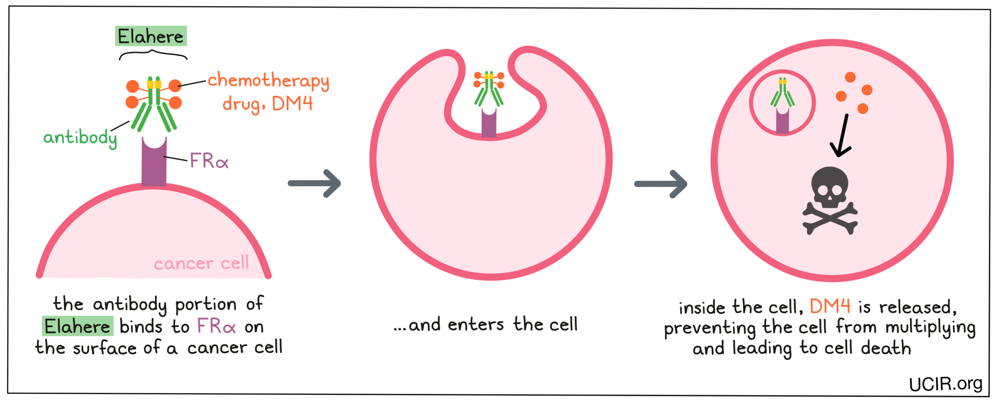 Elahere
chemotherapy
drug, DM4
antibody
FRα
cancer cell
the antibody portion of
Elahere binds to FRα on
the surface of a cancer cell
...and enters the cell
inside the cell, DM4 is released,
preventing the cell from multiplying
and leading to cell death
UCIR.org